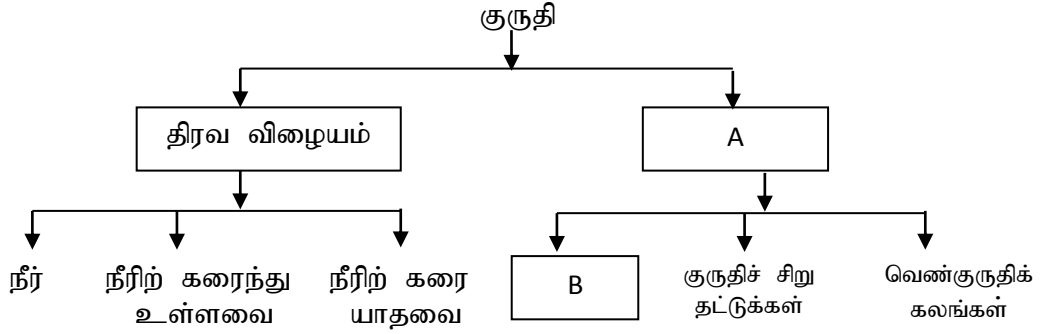 குருதி
திரவ விழையம்
A
நீர்
நீரிற் கரைந்து
உள்ளவை
நீரிற் கரை
யாதவை
B
குருதிச் சிறு
தட்டுக்கள்
வெண்குருதிக்
கலங்கள்